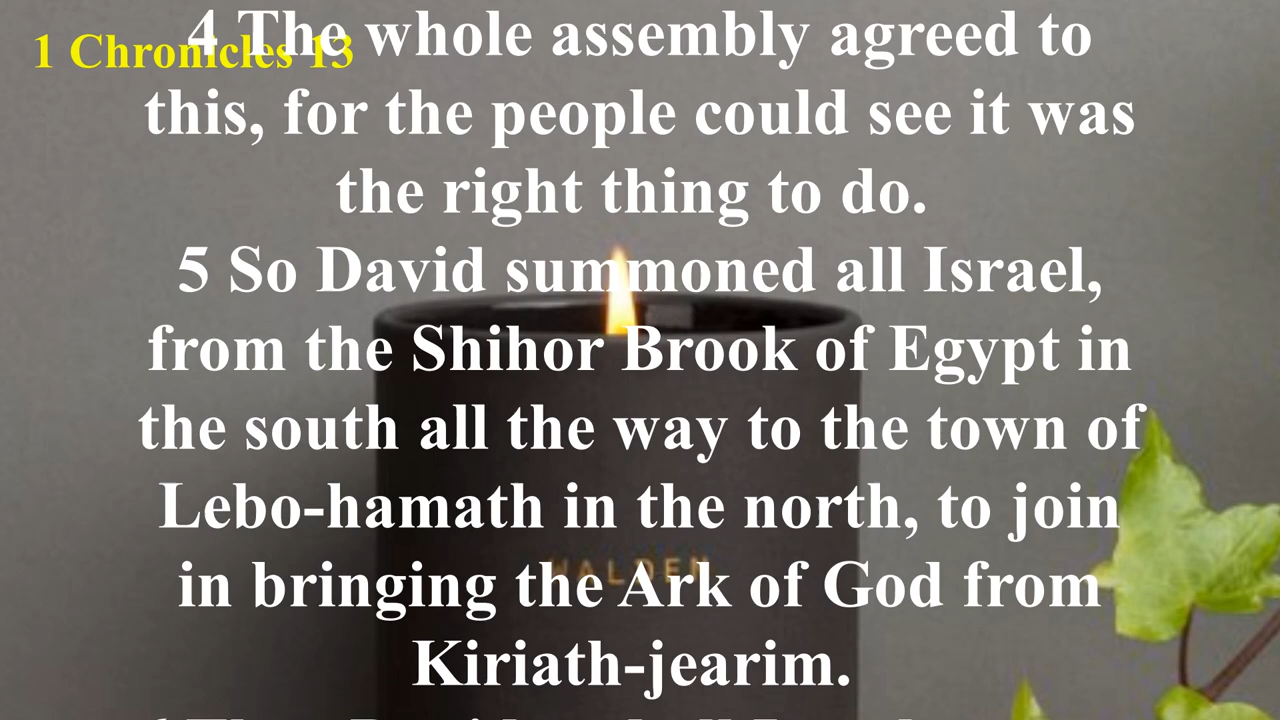 1 Chronicles 13
4 The whole assembly agreed to
this, for the people could see it was
the right thing to do.
5 So David summoned all Israel,
from the Shihor Brook of Egypt in
the south all the way to the town of
Lebo-hamath in the north, to join
in bringing the Ark of God from
Kiriath-jearim.